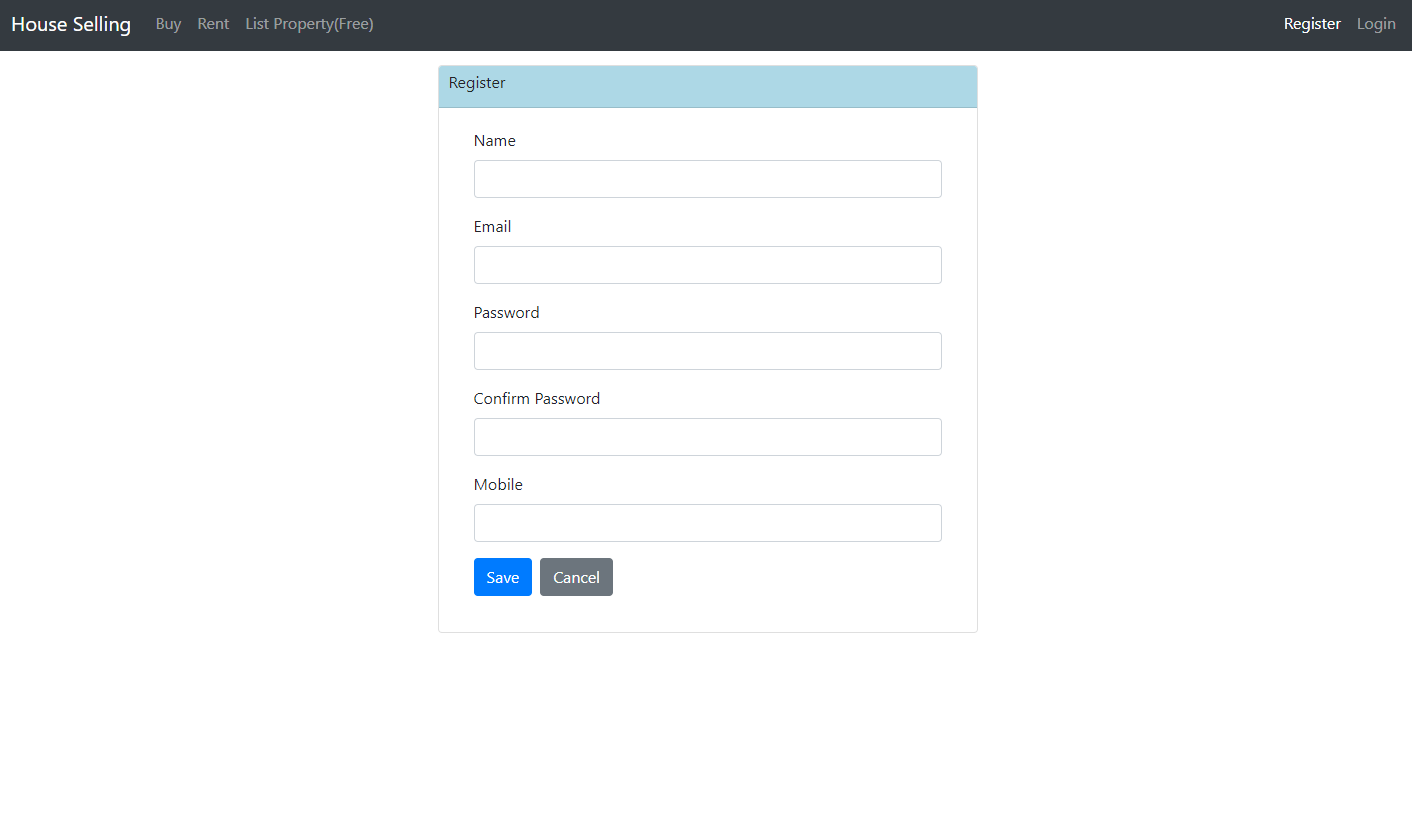 House Selling Buy Rent List Property(Free) Register Login
Register
Name
Email
Password
Confirm Password
Mobile
Save Cancel